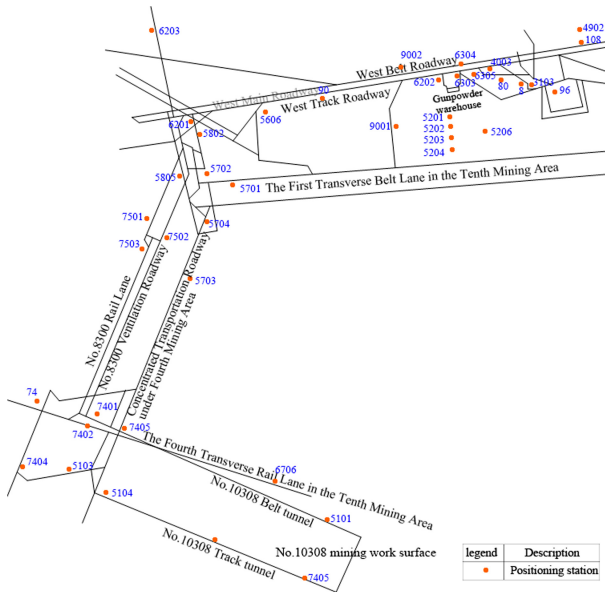 4902
6203
108
6304
9002
4003
West Belt Roadway
6202
6303
6305
80
8
3103
96
West Main Roadway
90
West Track Roadway
Gunpowder
warehouse
5606
6201
5802
9001
5201
5202
5203
5204
5206
5702
5805
5701
The First Transverse Belt Lane in the Tenth Mining Area
7501
5704
7502
7503
5703
No.8300 Rail Lane
No.8300 Ventilation Roadway
Concentrated Transportation Roadway
under Fourth Mining Area
74
7401
7402
7405
The Fourth Transverse Rail Lane in the Tenth Mining Area
7404
5103
6706
No.10308 Belt tunnel
5104
5101
No.10308 Track tunnel
No.10308 mining work surface
7405
legend Description
Positioning station